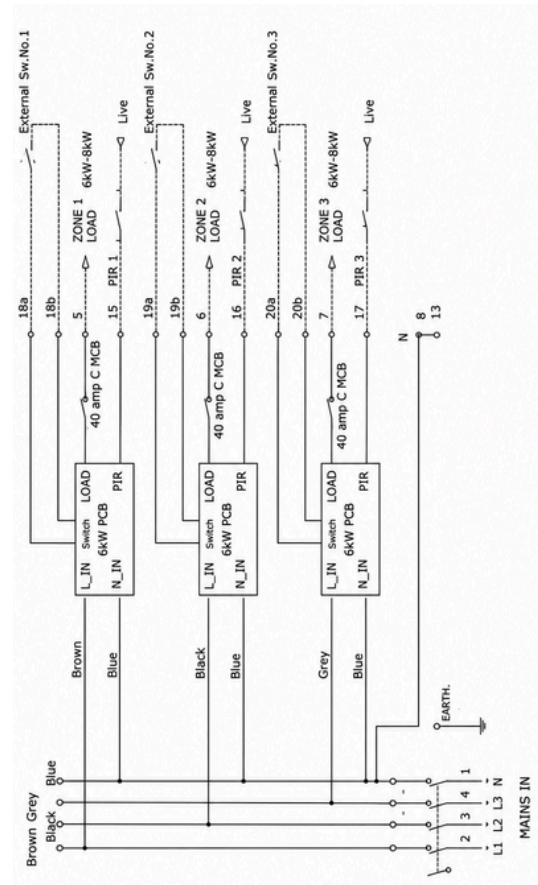 External Sw.No.1
18a
18b
5
ZONE 1
LOAD
6kW-8kW
15
PIR 1
Live
40 amp C MCB
Switch
6kW PCB
L_IN
LOAD
N_IN
PIR
Brown
Blue
External Sw.No.2
19a
19b
6
ZONE 2
LOAD
6kW-8kW
16
PIR 2
Live
40 amp C MCB
Switch
6kW PCB
L_IN
LOAD
N_IN
PIR
Black
Blue
External Sw.No.3
20a
20b
7
ZONE 3
LOAD
6kW-8kW
17
PIR 3
Live
40 amp C MCB
Switch
6kW PCB
L_IN
LOAD
N_IN
PIR
Grey
Blue
N
8
13
EARTH.
Brown Grey
Black
Blue
2
3
4
1
L1
L2
L3
N
MAINS IN